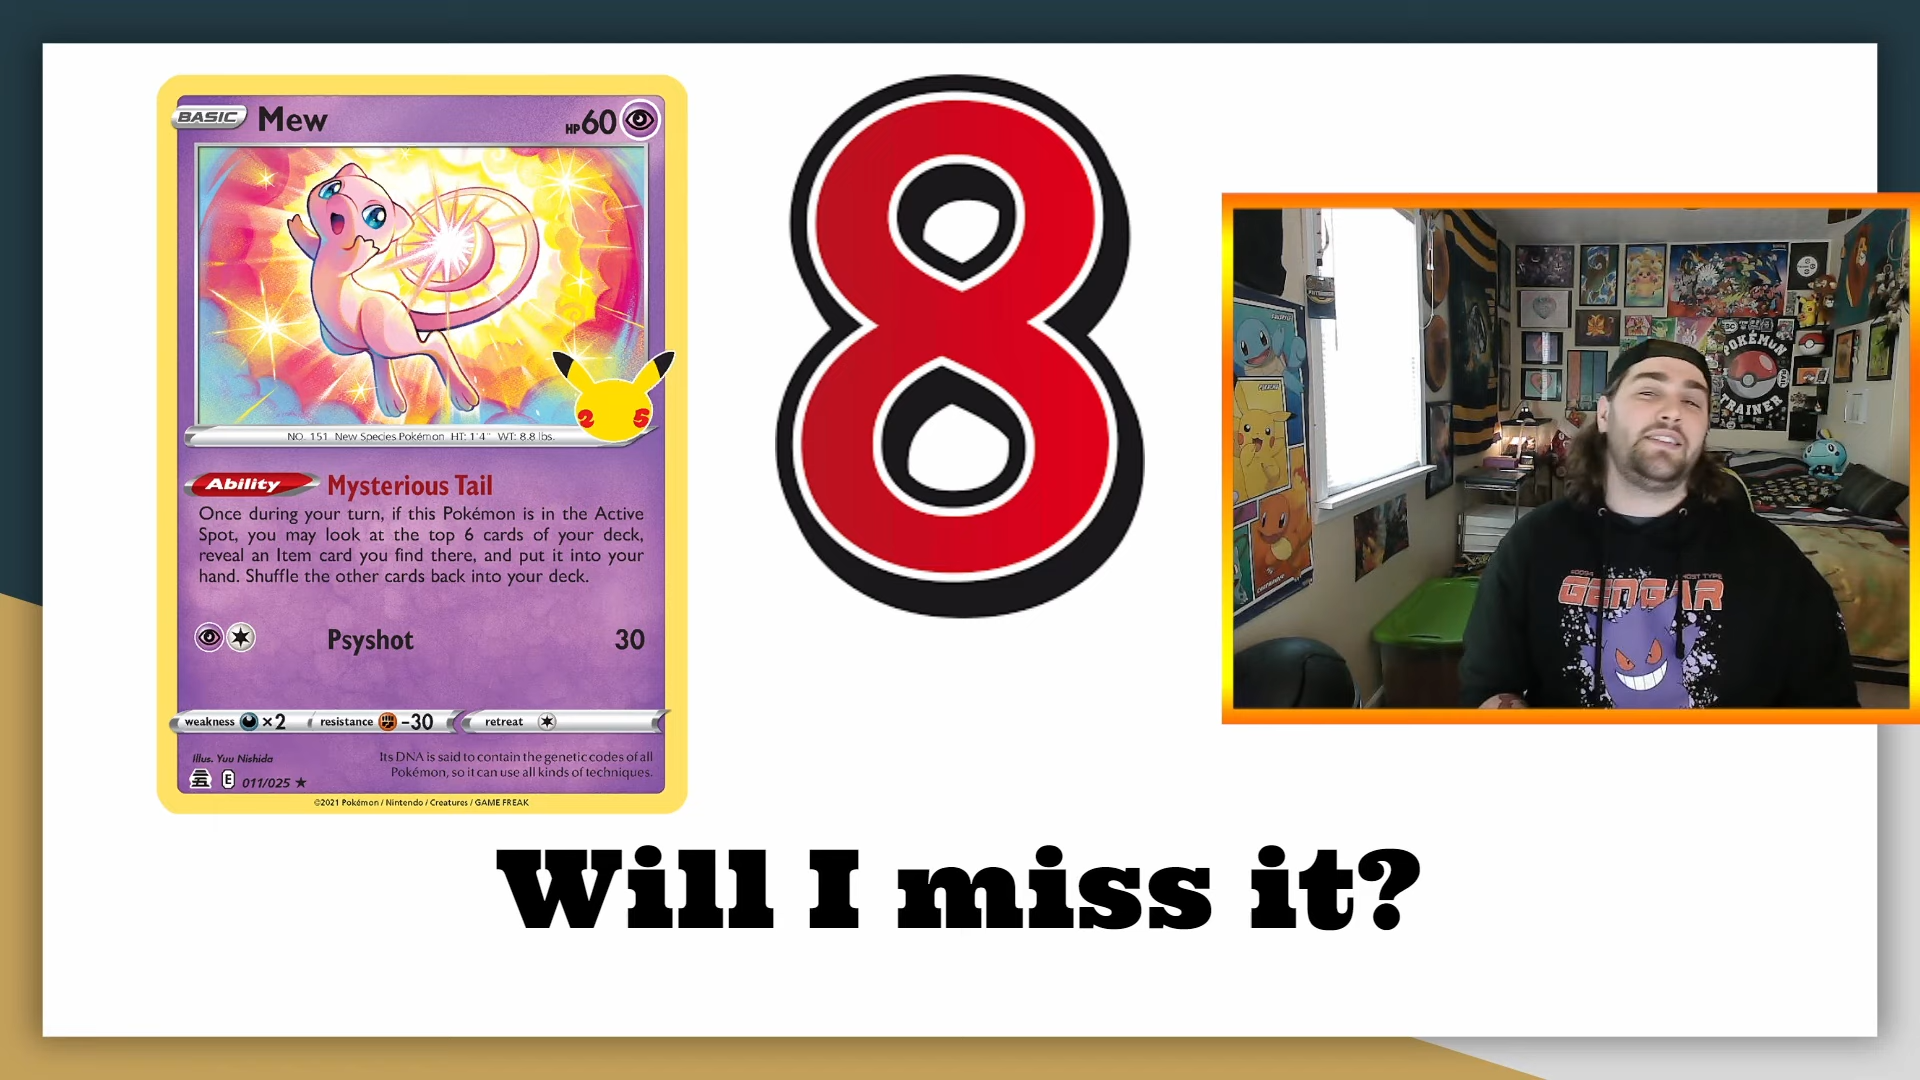 BASIC Mew HP60
NO. 151 New Species Pokémon HT: 1'4" WT: 8.8 lbs.
2 5
Ability Mysterious Tail
Once during your turn, if this Pokémon is in the Active
Spot, you may look at the top 6 cards of your deck,
reveal an Item card you find there, and put it into your
hand. Shuffle the other cards back into your deck.
Psyshot 30
weakness ×2 resistance -30 retreat
Illus. Yuu Nishida
Its DNA is said to contain the genetic codes of all
Pokémon, so it can use all kinds of techniques.
E 011/025 ★
©2021 Pokémon / Nintendo / Creatures / GAME FREAK
8
POKÉMON
TRAINER
GENGAR
Will I miss it?